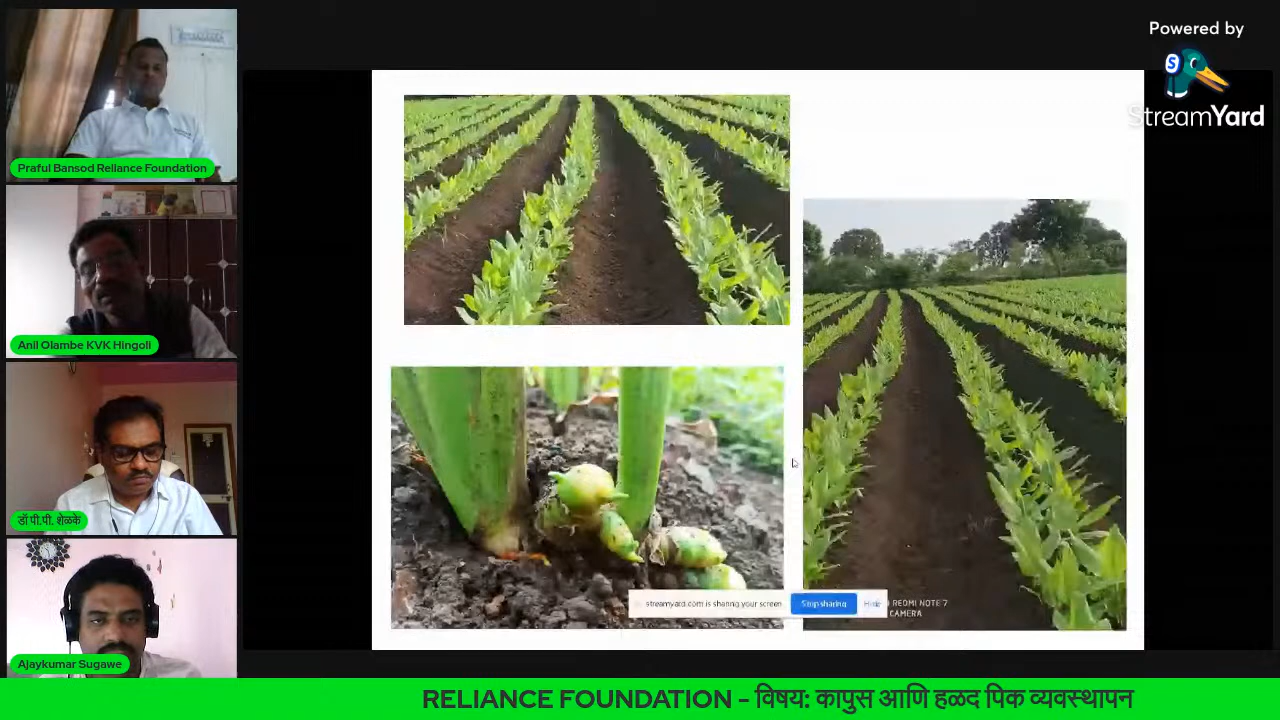 Powered by
StreamYard
Praful Bansod Reliance Foundation
Anil Olambe KVK Hingoli
डॉ पी.पी. शेळके
Ajaykumar Sugawe
streamyard.com is sharing your screen
Stop sharing
Hide
REDMI NOTE 7
CAMERA
RELIANCE FOUNDATION - विषय: कापुस आणि हळद पिक व्यवस्थापन